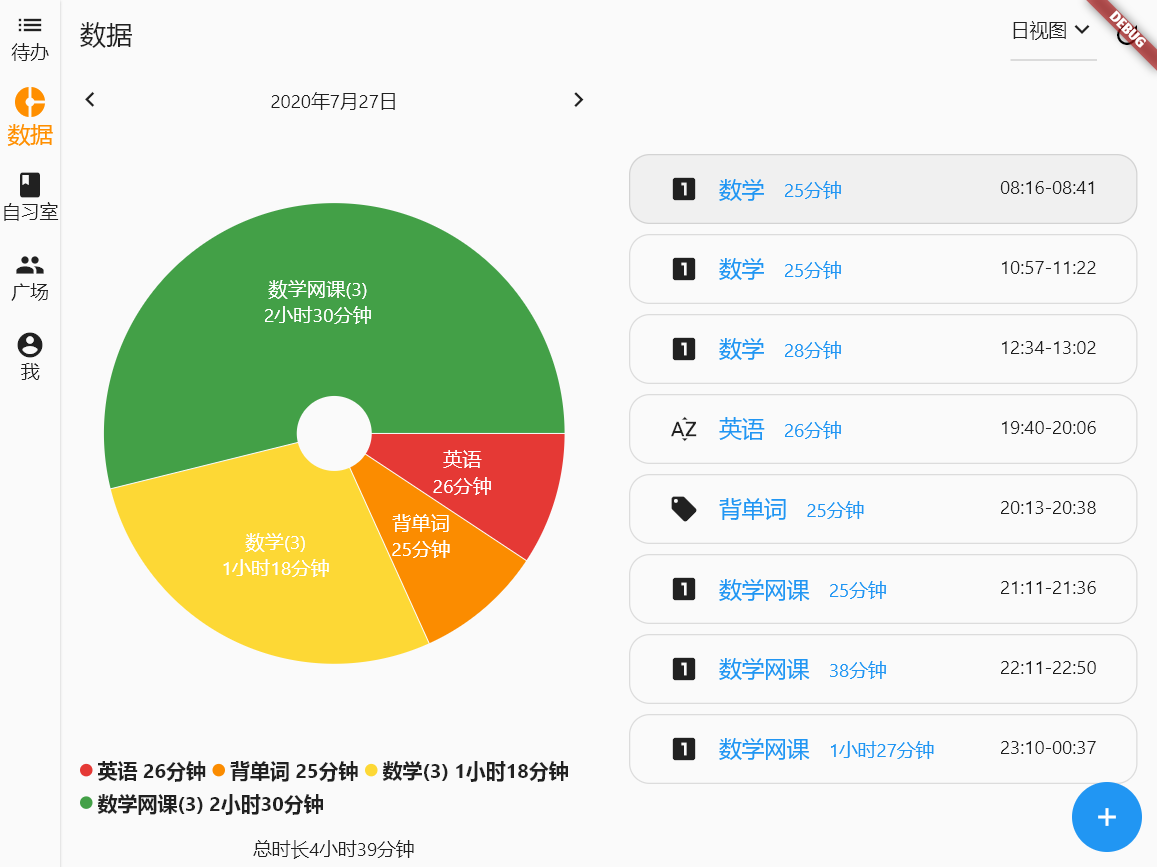 待办
数据
自习室
广场
我
数据
日视图
DEBUG
2020年7月27日
数学网课(3)
2小时30分钟
英语
26分钟
背单词
25分钟
数学(3)
1小时18分钟
英语 26分钟 背单词 25分钟 数学(3) 1小时18分钟
数学网课(3) 2小时30分钟
总时长4小时39分钟
1 数学 25分钟 08:16-08:41
1 数学 25分钟 10:57-11:22
1 数学 28分钟 12:34-13:02
AZ 英语 26分钟 19:40-20:06
背单词 25分钟 20:13-20:38
1 数学网课 25分钟 21:11-21:36
1 数学网课 38分钟 22:11-22:50
1 数学网课 1小时27分钟 23:10-00:37